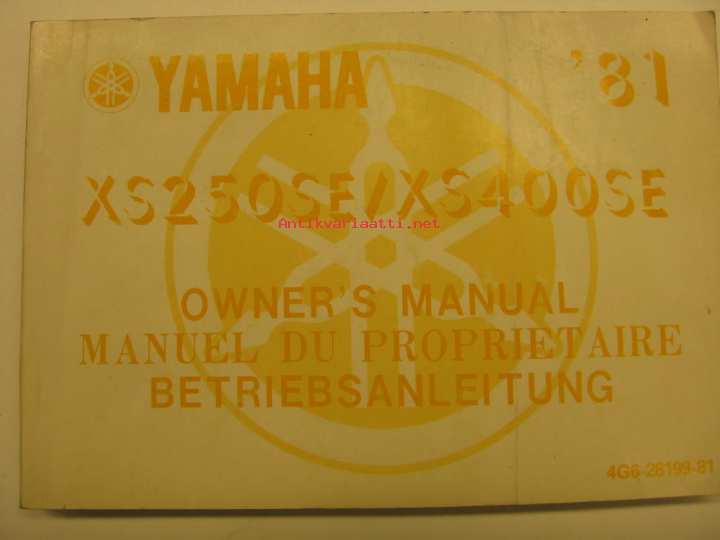 YAMAHA '81
XS250SE/XS400SE
Antikvariaatti.net
OWNER'S MANUAL
MANUEL DU PROPRIETAIRE
BETRIEBSANLEITUNG
4G6-28199-81